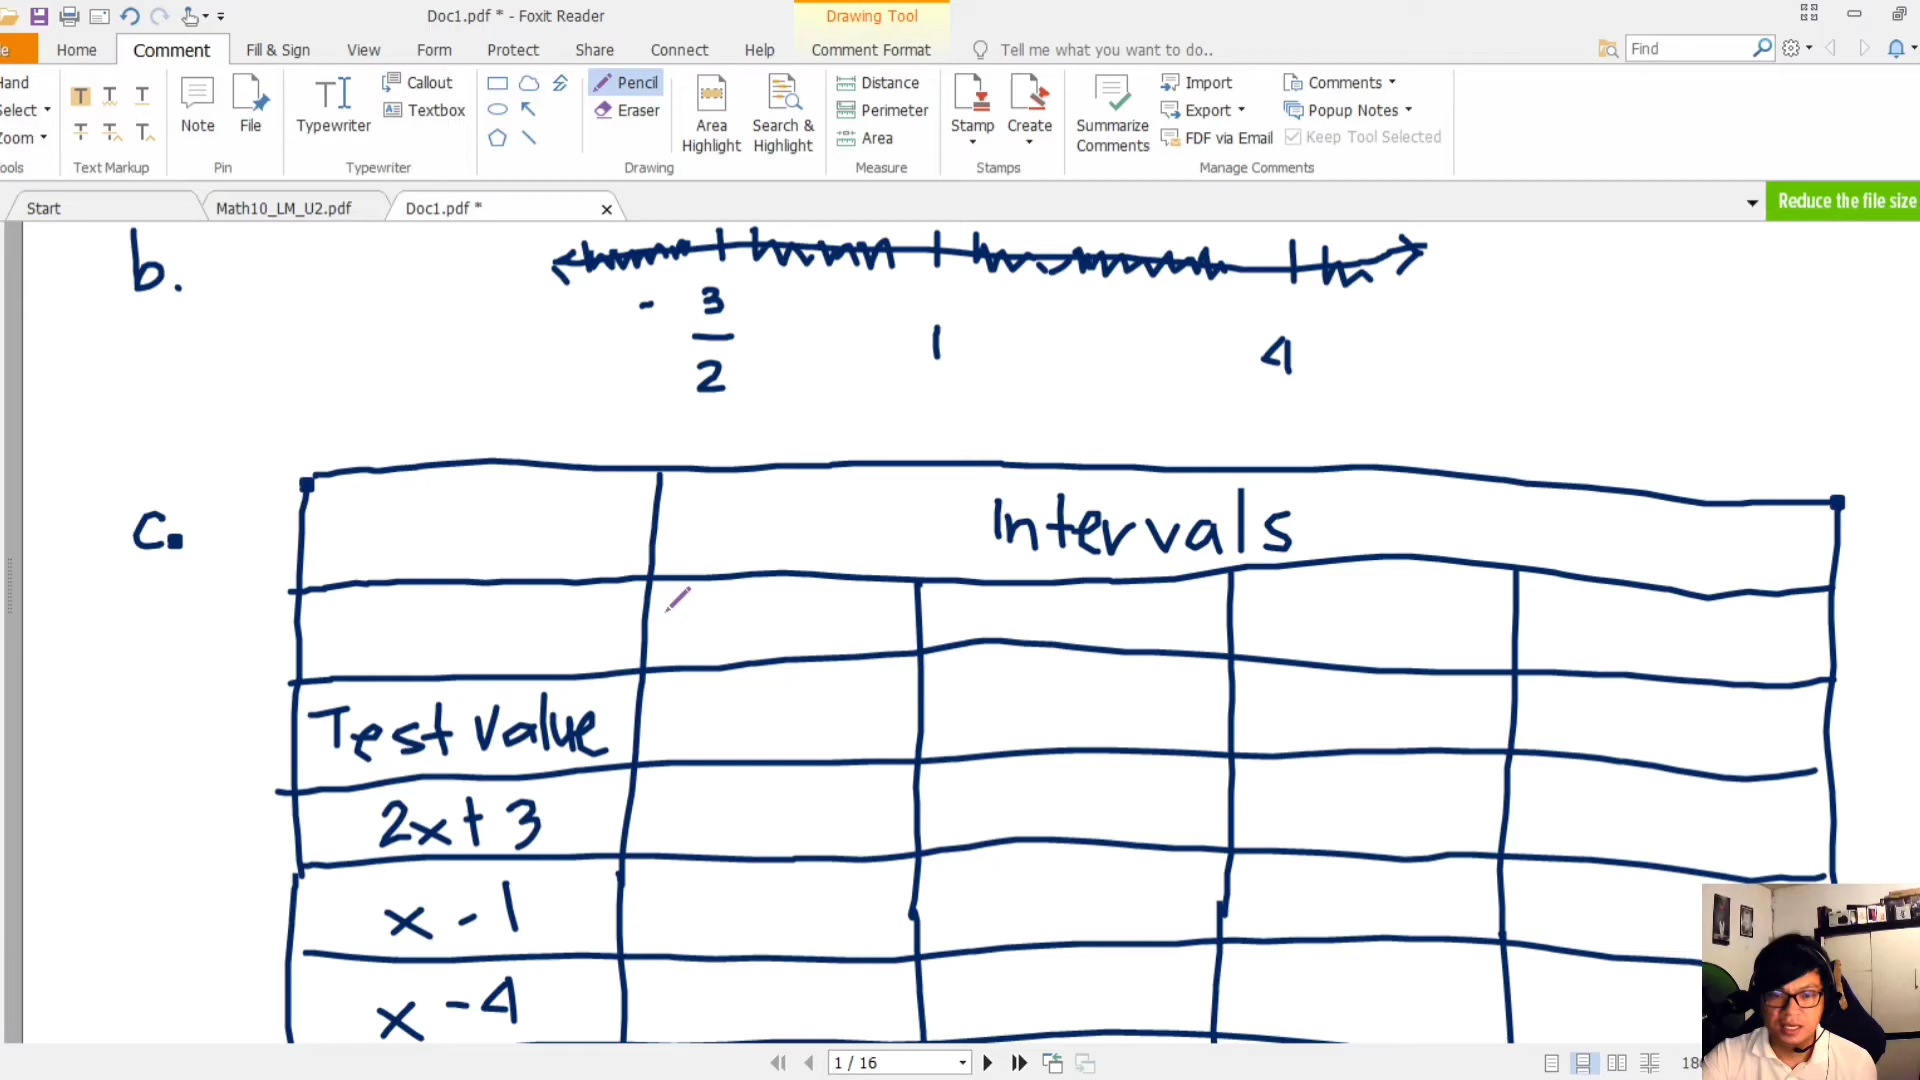 Doc1.pdf * - Foxit Reader
Drawing Tool
Home Comment Fill & Sign View Form Protect Share Connect Help Comment Format Tell me what you want to do.. Find
Hand
Select
Zoom
Tools
Text Markup
Note
File
Pin
Typewriter
Callout
Textbox
Typewriter
Pencil
Eraser
Area Highlight
Search & Highlight
Drawing
Distance
Perimeter
Area
Measure
Stamp
Create
Stamps
Summarize Comments
Import
Export
FDF via Email
Comments
Popup Notes
Keep Tool Selected
Manage Comments
Start Math10_LM_U2.pdf Doc1.pdf * Reduce the file size
b.
- 3/2 1 4
c.
Intervals
Test Value
2x + 3
x - 1
x - 4
1 / 16